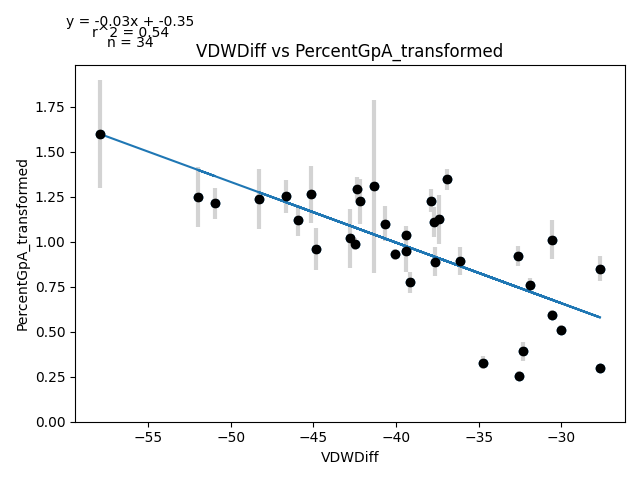 y = -0.03x + -0.35
r^2 = 0.54
n = 34
VDWDiff vs PercentGpA_transformed
PercentGpA_transformed
1.75
1.50
1.25
1.00
0.75
0.50
0.25
0.00
−55
−50
−45
−40
−35
−30
VDWDiff